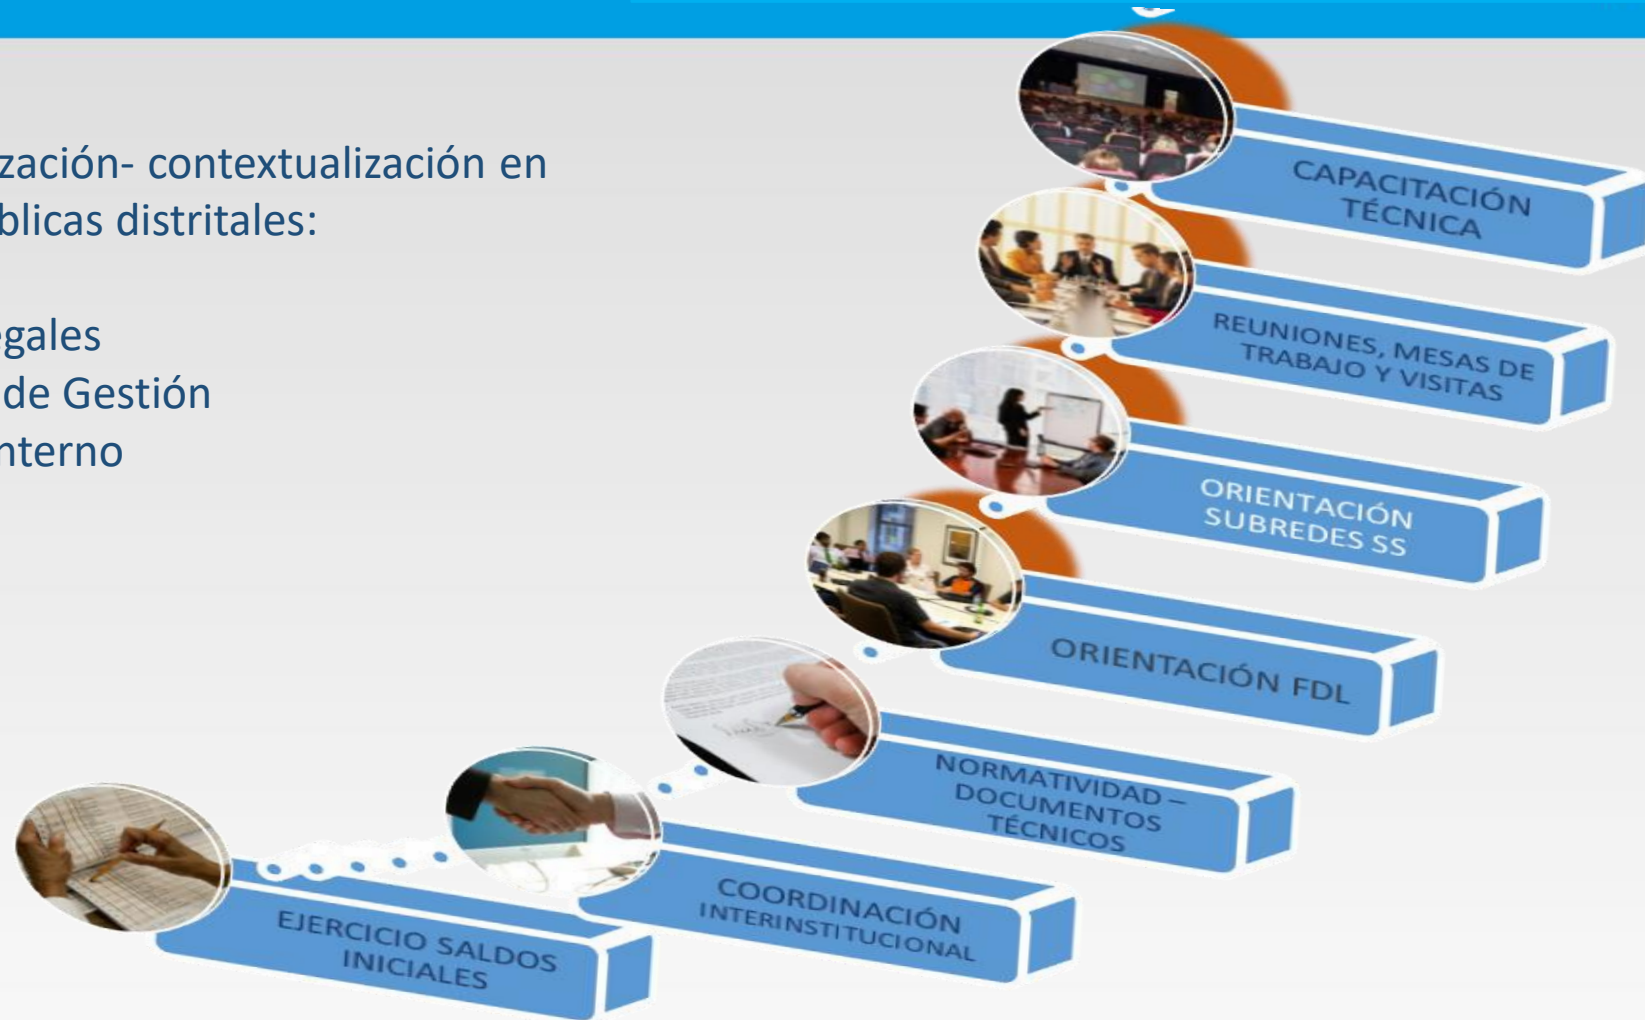 zación- contextualización en
blicas distritales:
egales
de Gestión
nterno
CAPACITACIÓN
TÉCNICA
REUNIONES, MESAS DE
TRABAJO Y VISITAS
ORIENTACIÓN
SUBREDES SS
ORIENTACIÓN FDL
NORMATIVIDAD –
DOCUMENTOS
TÉCNICOS
COORDINACIÓN
INTERINSTITUCIONAL
EJERCICIO SALDOS
INICIALES